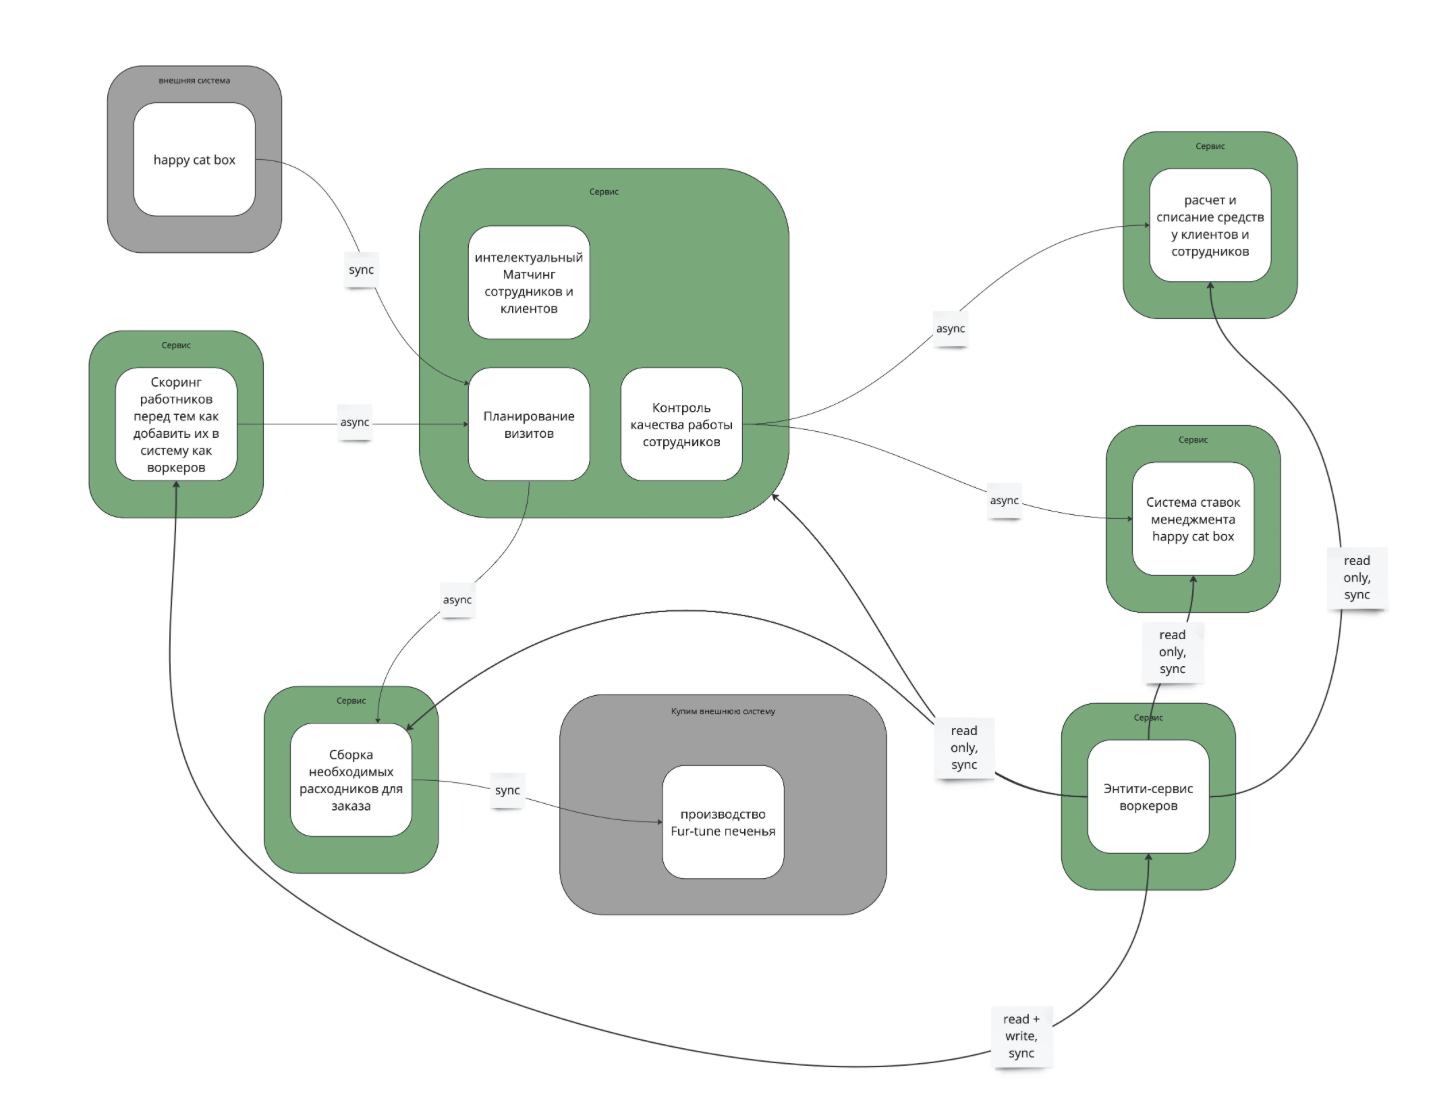 внешняя система
happy cat box
sync
Сервис
Скоринг
работников
перед тем как
добавить их в
систему как
воркеров
async
Сервис
интелектуальный
Матчинг
сотрудников и
клиентов
Планирование
визитов
Контроль
качества работы
сотрудников
async
async
Сервис
расчет и
списание средств
у клиентов и
сотрудников
Сервис
Система ставок
менеджмента
happy cat box
read
only,
sync
read
only,
sync
async
Сервис
Сборка
необходимых
расходников для
заказа
sync
Купим внешнюю систему
производство
Fur-tune печенья
read
only,
sync
Сервис
Энтити-сервис
воркеров
read +
write,
sync